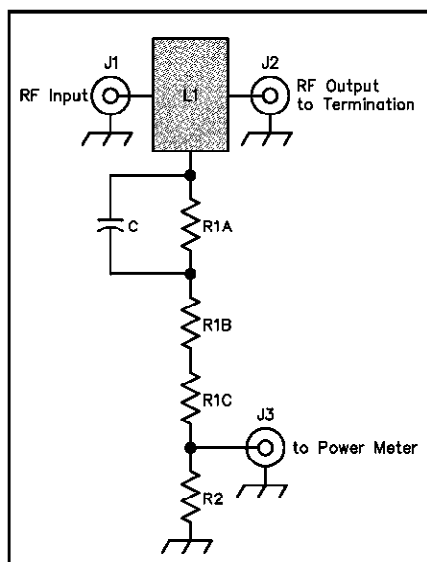 J1
J2
RF Input
L1
RF Output
to Termination
C
R1A
R1B
R1C
J3
to Power Meter
R2